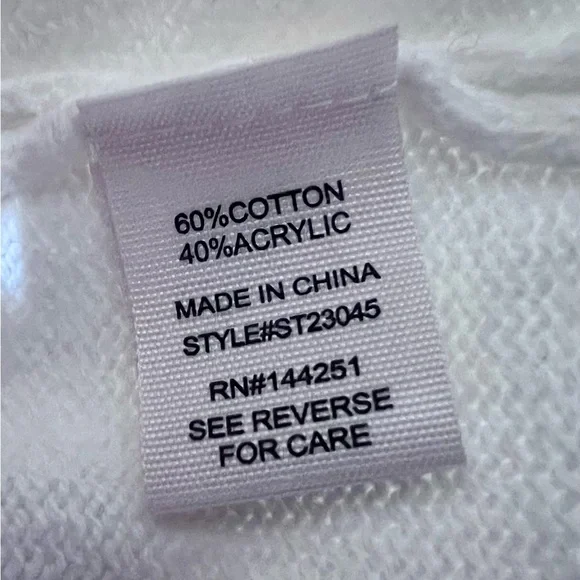 60%COTTON
40%ACRYLIC
MADE IN CHINA
STYLE#ST23045
RN#144251
SEE REVERSE
FOR CARE